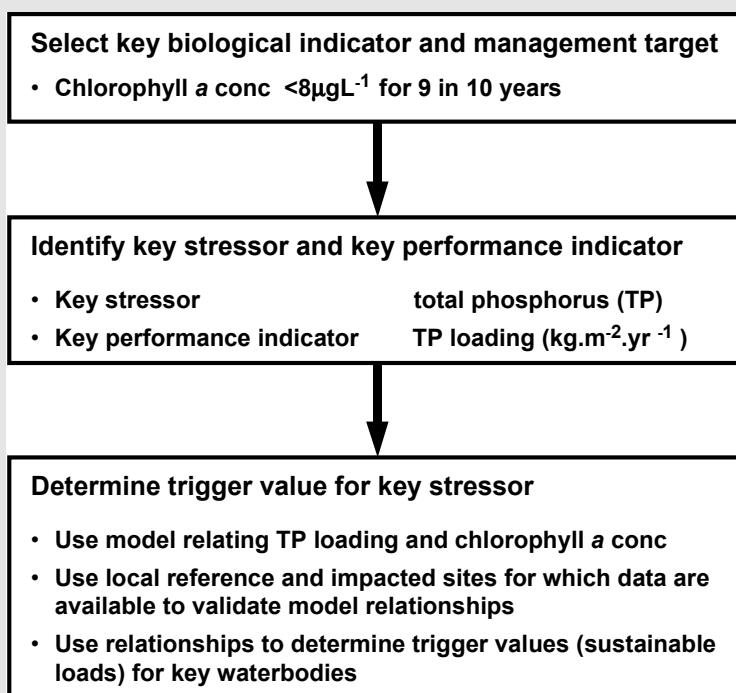 Select key biological indicator and management target
• Chlorophyll a conc <8µgL⁻¹ for 9 in 10 years
Identify key stressor and key performance indicator
• Key stressor total phosphorus (TP)
• Key performance indicator TP loading (kg.m⁻².yr ⁻¹ )
Determine trigger value for key stressor
• Use model relating TP loading and chlorophyll a conc
• Use local reference and impacted sites for which data are
available to validate model relationships
• Use relationships to determine trigger values (sustainable
loads) for key waterbodies